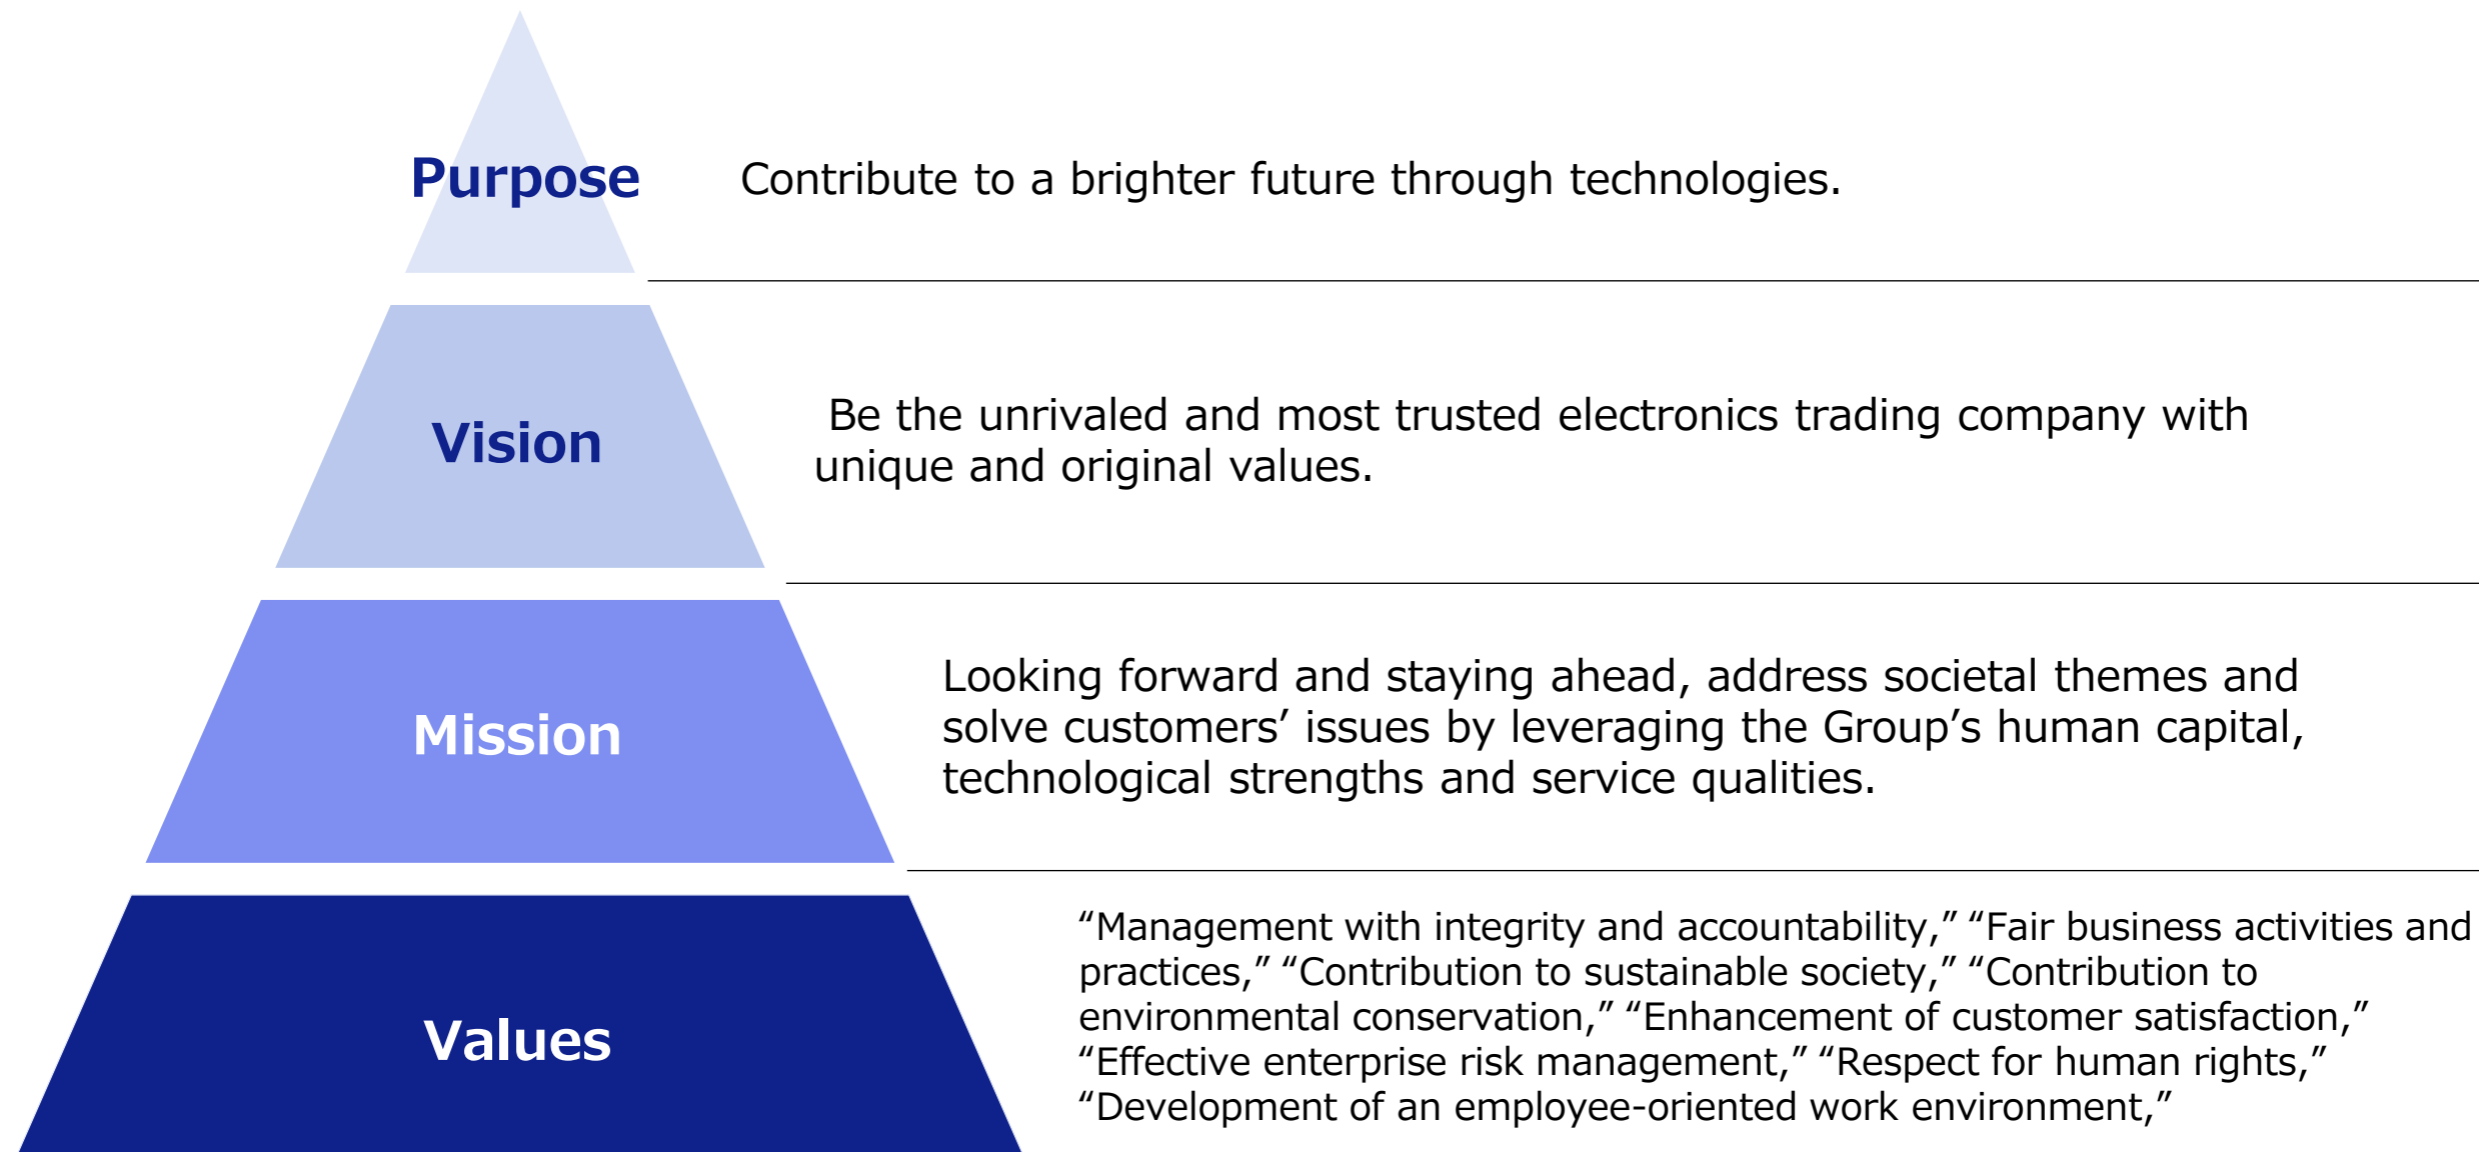 Purpose
Contribute to a brighter future through technologies.
Vision
Be the unrivaled and most trusted electronics trading company with
unique and original values.
Mission
Looking forward and staying ahead, address societal themes and
solve customers’ issues by leveraging the Group’s human capital,
technological strengths and service qualities.
Values
“Management with integrity and accountability,” “Fair business activities and
practices,” “Contribution to sustainable society,” “Contribution to
environmental conservation,” “Enhancement of customer satisfaction,”
“Effective enterprise risk management,” “Respect for human rights,”
“Development of an employee-oriented work environment,”